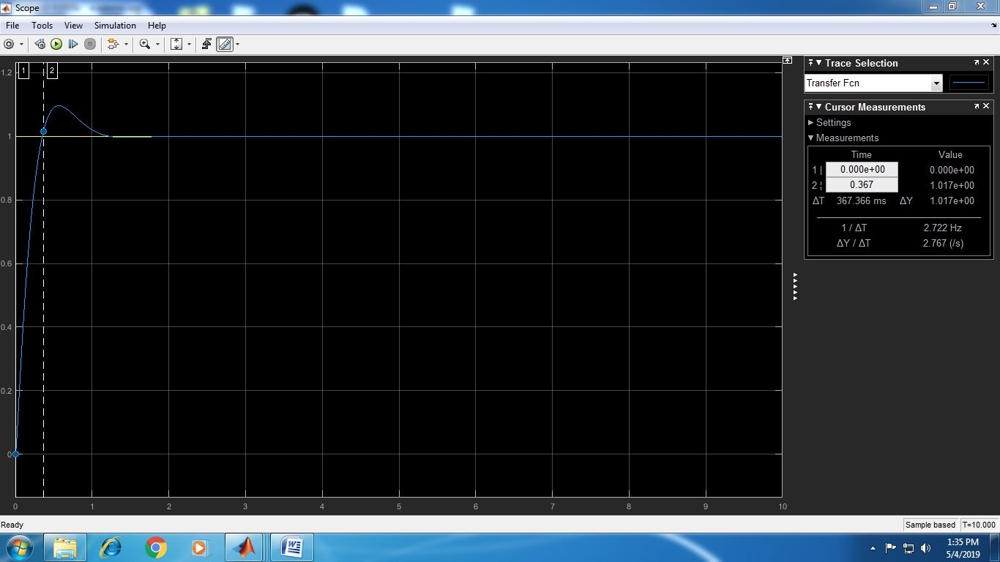 Scope
File Tools View Simulation Help
1 2
1.2
1
0.8
0.6
0.4
0.2
0
0 1 2 3 4 5 6 7 8 9 10
Trace Selection
Transfer Fcn
Cursor Measurements
Settings
Measurements
Time Value
1 | 0.000e+00 0.000e+00
2 ¦ 0.367 1.017e+00
ΔT 367.366 ms ΔY 1.017e+00
1 / ΔT 2.722 Hz
ΔY / ΔT 2.767 (/s)
Ready Sample based T=10.000
1:35 PM
5/4/2019